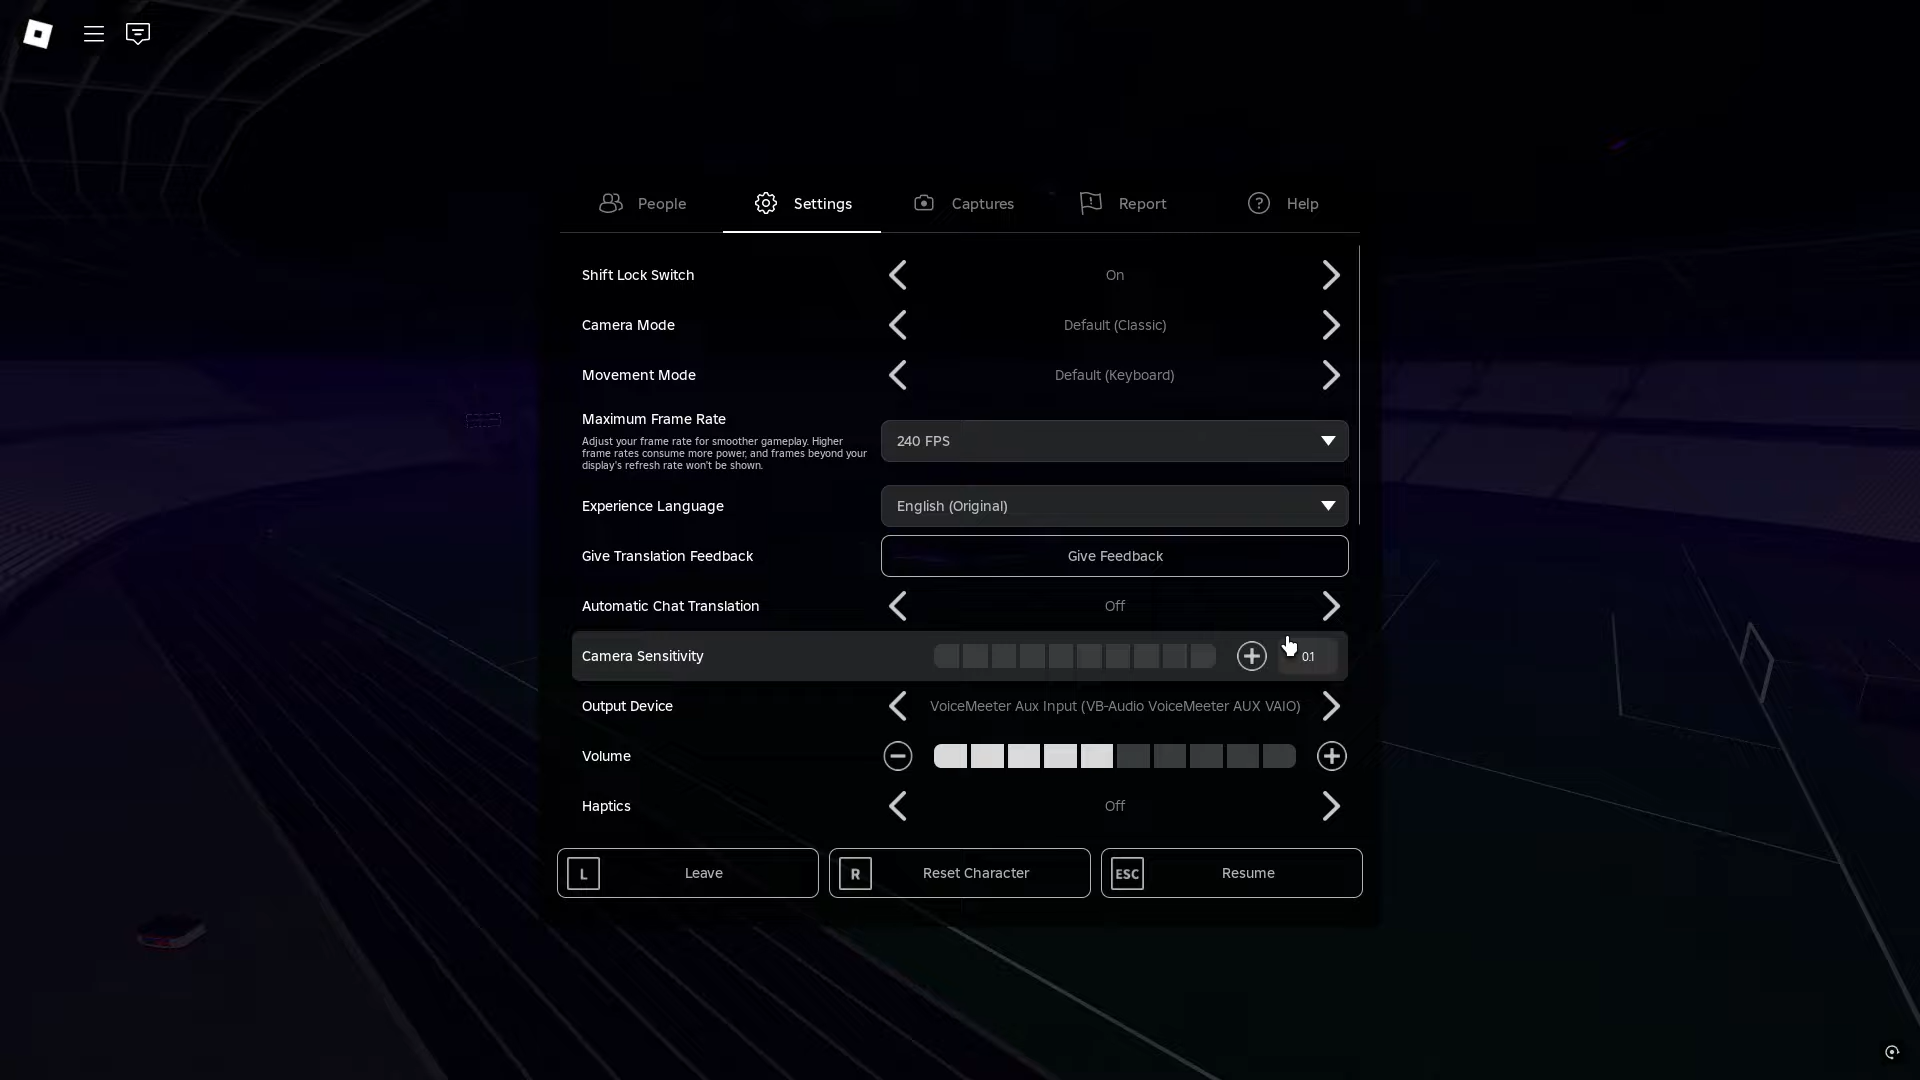 People
Settings
Captures
Report
Help
Shift Lock Switch
On
Camera Mode
Default (Classic)
Movement Mode
Default (Keyboard)
Maximum Frame Rate
Adjust your frame rate for smoother gameplay. Higher
frame rates consume more power, and frames beyond your
display's refresh rate won't be shown.
240 FPS
Experience Language
English (Original)
Give Translation Feedback
Give Feedback
Automatic Chat Translation
Off
Camera Sensitivity
0.1
Output Device
VoiceMeeter Aux Input (VB-Audio VoiceMeeter AUX VAIO)
Volume
Haptics
Off
L
Leave
R
Reset Character
ESC
Resume